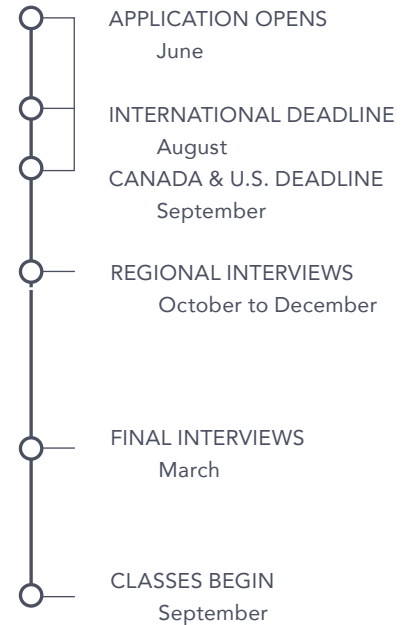 APPLICATION OPENS
June
INTERNATIONAL DEADLINE
August
CANADA & U.S. DEADLINE
September
REGIONAL INTERVIEWS
October to December
FINAL INTERVIEWS
March
CLASSES BEGIN
September